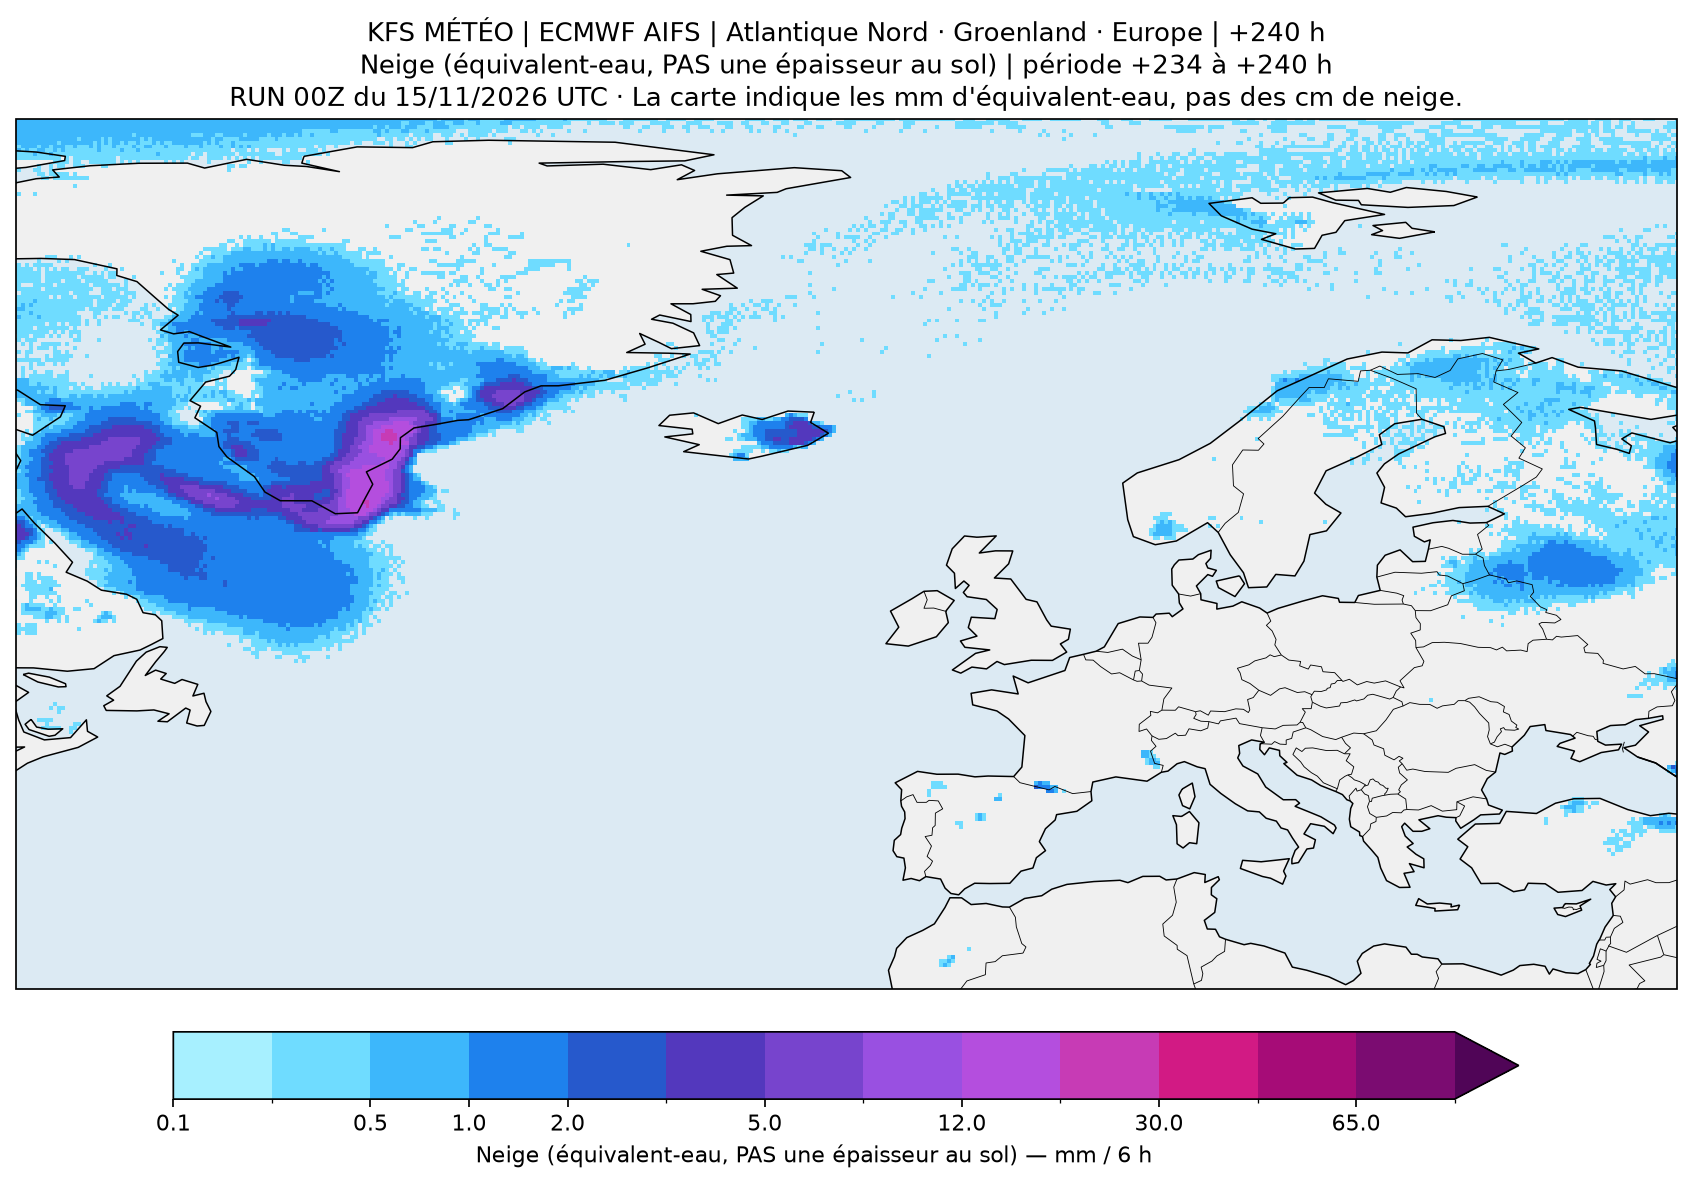 KFS MÉTÉO | ECMWF AIFS | Atlantique Nord · Groenland · Europe | +240 h
Neige (équivalent-eau, PAS une épaisseur au sol) | période +234 à +240 h
RUN 00Z du 15/11/2026 UTC · La carte indique les mm d'équivalent-eau, pas des cm de neige.
0.1 0.5 1.0 2.0 5.0 12.0 30.0 65.0
Neige (équivalent-eau, PAS une épaisseur au sol) — mm / 6 h